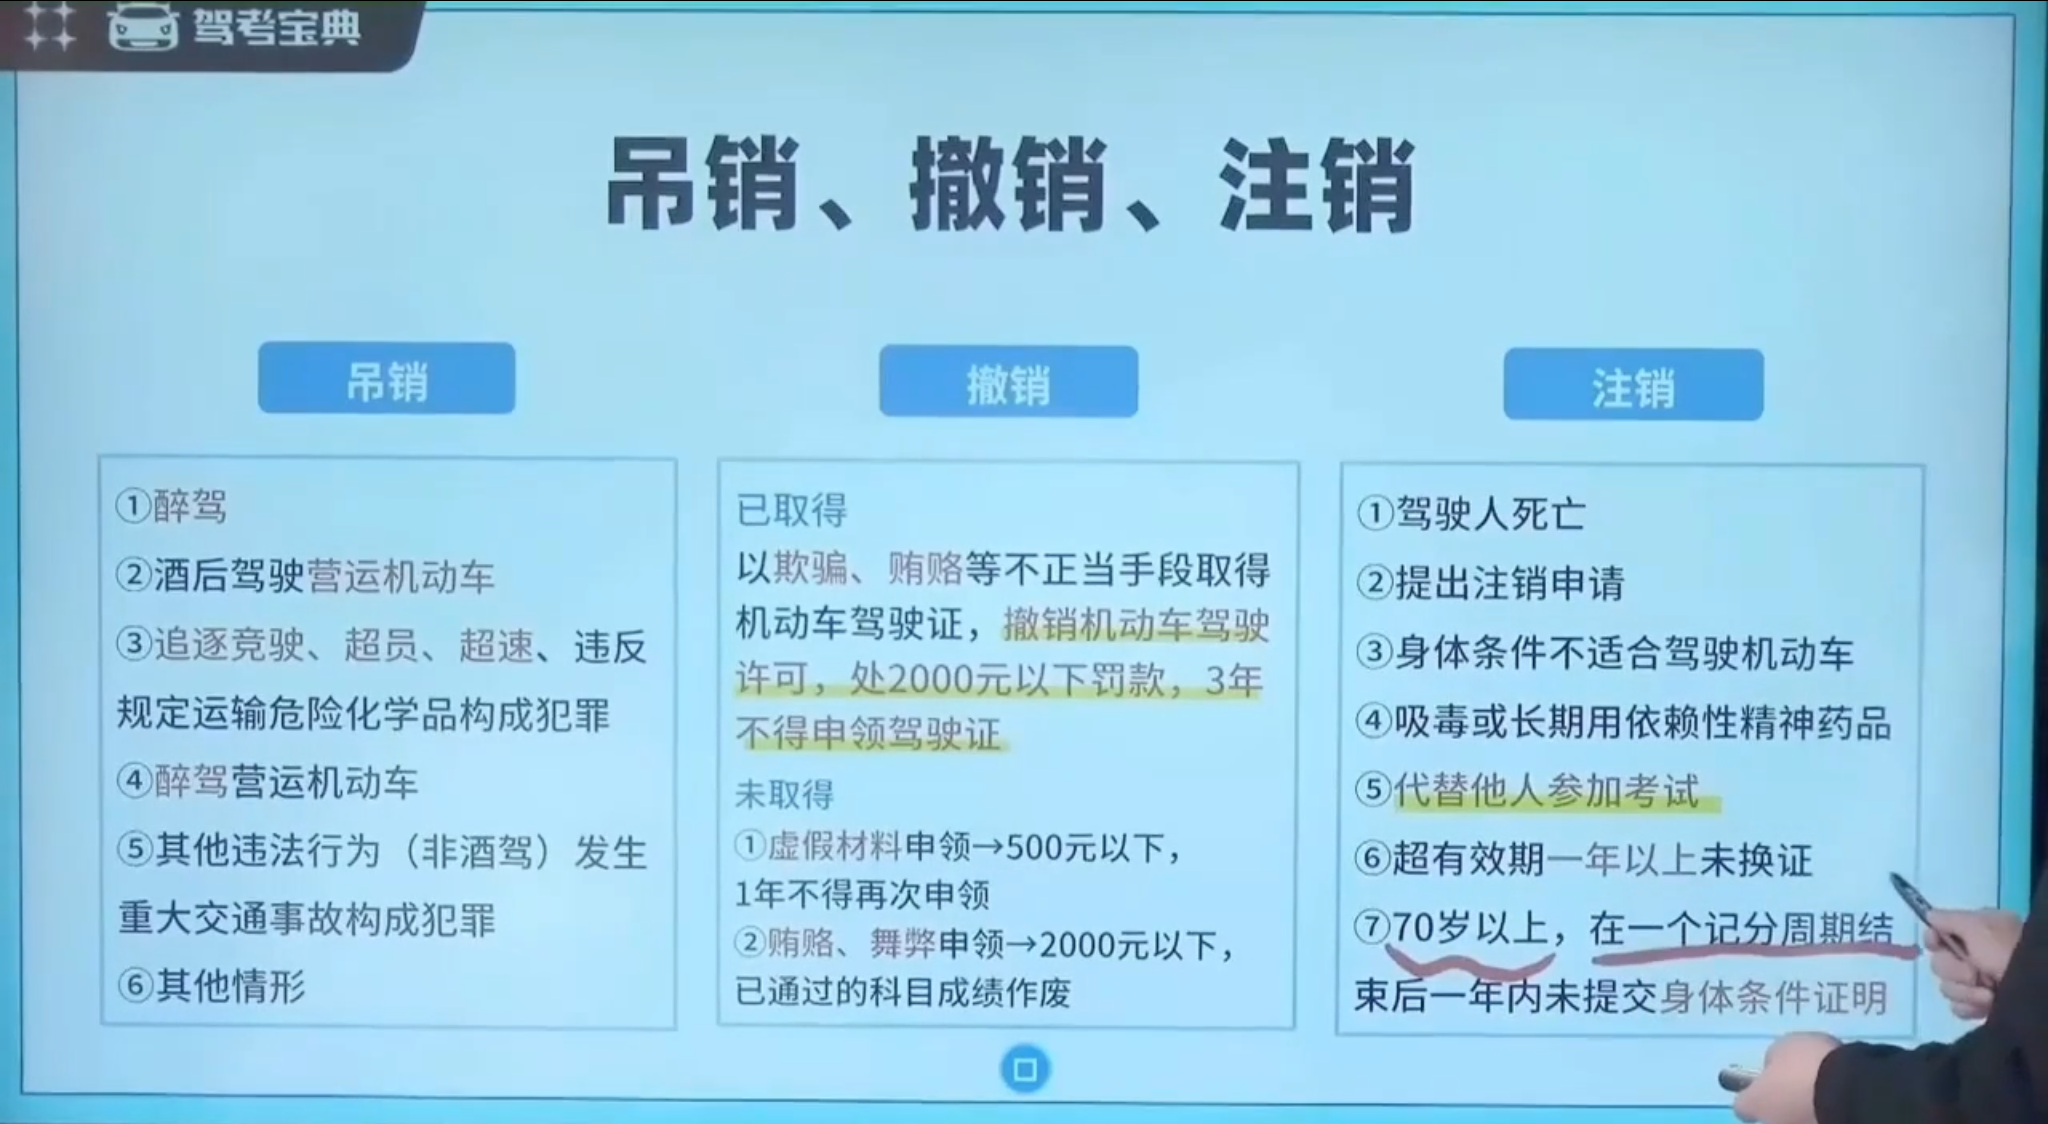 驾考宝典
吊销、撤销、注销
吊销
①醉驾
②酒后驾驶营运机动车
③追逐竞驶、超员、超速、违反
规定运输危险化学品构成犯罪
④醉驾营运机动车
⑤其他违法行为（非酒驾）发生
重大交通事故构成犯罪
⑥其他情形
撤销
已取得
以欺骗、贿赂等不正当手段取得
机动车驾驶证，撤销机动车驾驶
许可，处2000元以下罚款，3年
不得申领驾驶证
未取得
①虚假材料申领→500元以下，
1年不得再次申领
②贿赂、舞弊申领→2000元以下，
已通过的科目成绩作废
注销
①驾驶人死亡
②提出注销申请
③身体条件不适合驾驶机动车
④吸毒或长期用依赖性精神药品
⑤代替他人参加考试
⑥超有效期一年以上未换证
⑦70岁以上，在一个记分周期结
束后一年内未提交身体条件证明